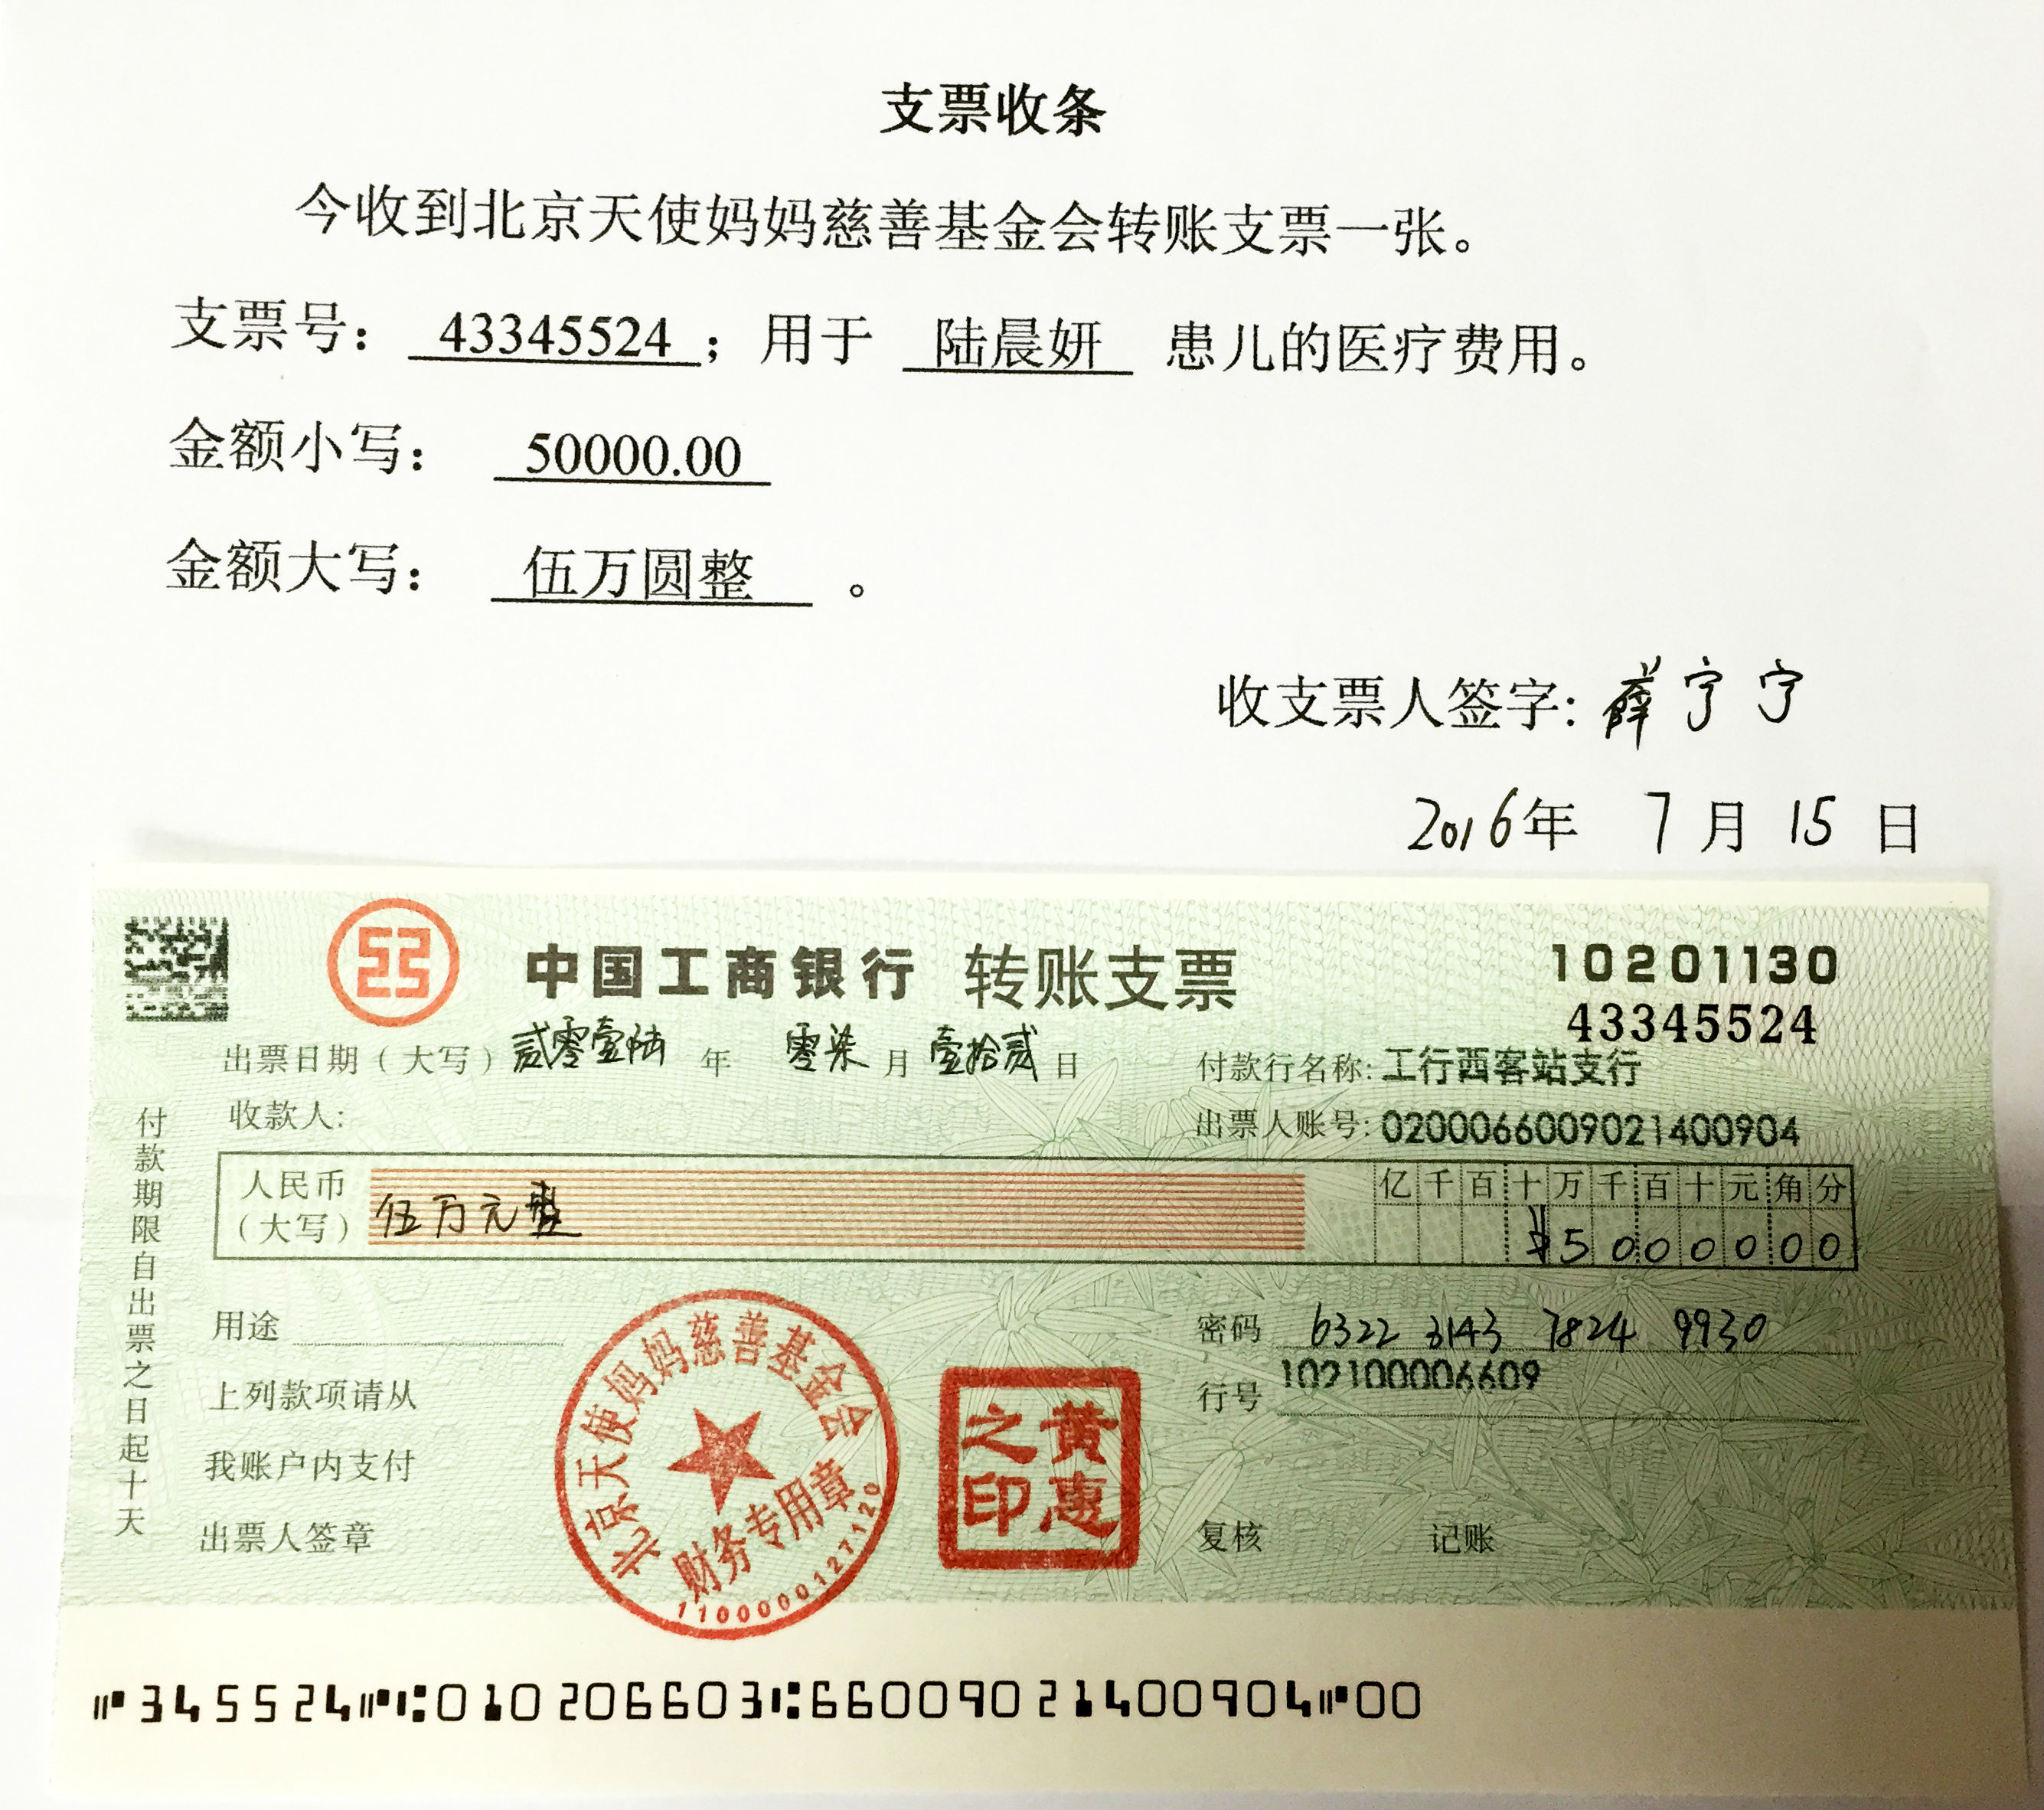 支票收条
今收到北京天使妈妈慈善基金会转账支票一张。
支票号： 43345524 ；用于 陆晨妍 患儿的医疗费用。
金额小写： 50000.00
金额大写： 伍万圆整 。
收支票人签字: 薛宁宁
2016年 7月 15日
中国工商银行 转账支票 10201130
43345524
出票日期（大写） 贰零壹陆 年 零柒 月 壹拾贰 日 付款行名称: 工行西客站支行
收款人: 出票人账号: 0200066009021400904
人民币（大写） 伍万元整 亿千百十万千百十元角分
¥5000000
用途 密码 6322 3143 7824 9930
上列款项请从 行号 102100006609
我账户内支付
出票人签章 复核 记账
付款期限自出票之日起十天
北京天使妈妈慈善基金会
财务专用章
1100000127120
黄惠之印
⑈345524⑈⑆010206603⑆66009021400904⑈00